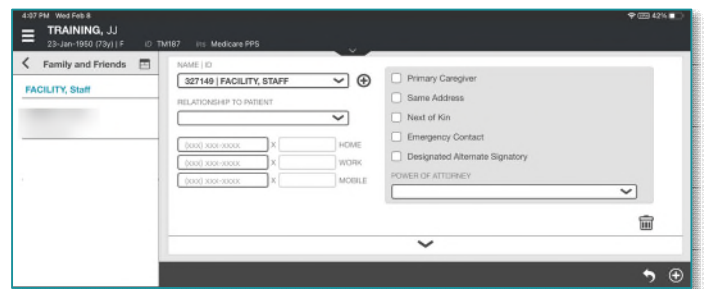 4:07 PM Wed Feb 8
42%
TRAINING, JJ
23-Jan-1950 (73y) | F ID TM187 Ins Medicare PPS
Family and Friends
FACILITY, Staff
NAME | ID
327149 | FACILITY, STAFF
RELATIONSHIP TO PATIENT
(xxx) xxx-xxxx X HOME
(xxx) xxx-xxxx X WORK
(xxx) xxx-xxxx X MOBILE
Primary Caregiver
Same Address
Next of Kin
Emergency Contact
Designated Alternate Signatory
POWER OF ATTORNEY